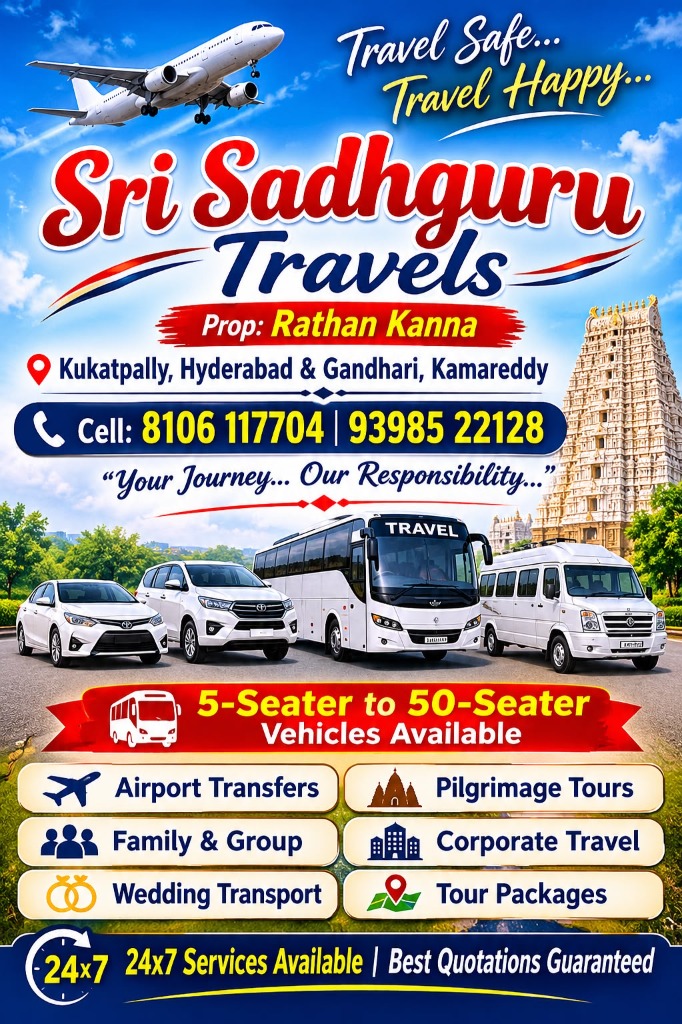 Travel Safe...
Travel Happy...
Sri Sadhguru
Travels
Prop: Rathan Kanna
Kukatpally, Hyderabad & Gandhari, Kamareddy
Cell: 8106 117704 | 93985 22128
"Your Journey... Our Responsibility..."
TRAVEL
5-Seater to 50-Seater
Vehicles Available
Airport Transfers
Pilgrimage Tours
Family & Group
Corporate Travel
Wedding Transport
Tour Packages
24x7
24x7 Services Available | Best Quotations Guaranteed